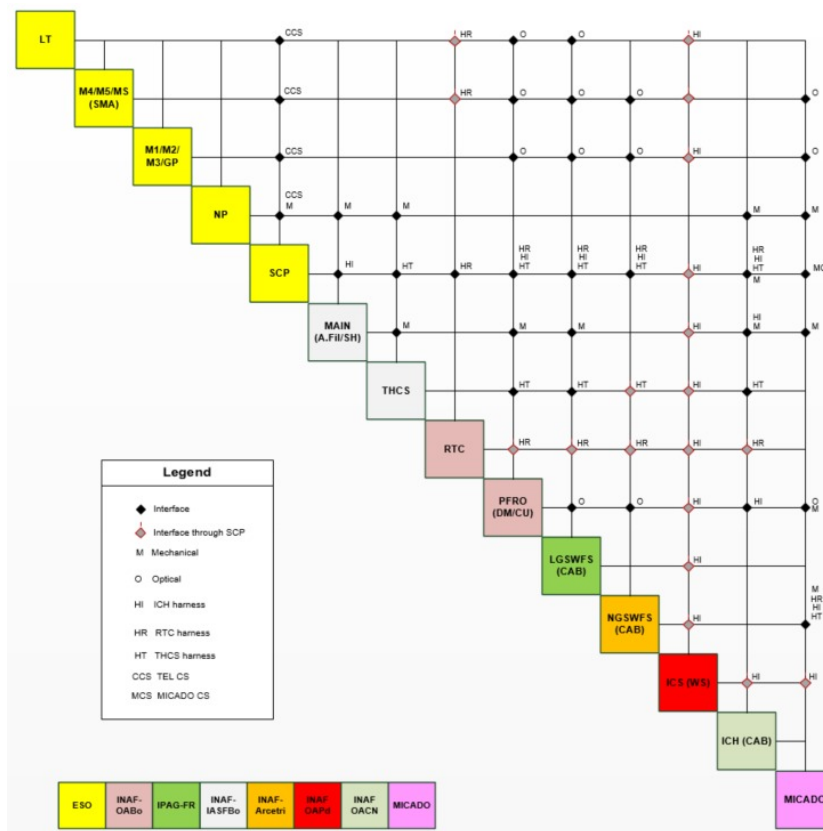 LT
CCS
HR
O
O
HI
M4/M5/MS
(SMA)
CCS
HR
O
O
O
O
M1/M2/
M3/GP
CCS
O
O
O
HI
O
NP
CCS
M
M
M
M
M
SCP
HI
HT
HR
HR
HI
HT
HR
HI
HT
HR
HI
HT
HI
HR
HI
HT
M
MAIN
(A.Fil/SH)
M
M
M
HI
HI
M
M
THCS
HT
HT
HT
HI
HT
RTC
HR
HR
HR
HI
HR
PFRO
(DM/CU)
O
O
HI
HI
O
M
LGSWFS
(CAB)
HI
NGSWFS
(CAB)
HI
M
HR
HI
HT
ICS (WS)
HI
HI
ICH (CAB)
MICADO
Legend
Interface
Interface through SCP
M Mechanical
O Optical
HI ICH harness
HR RTC harness
HT THCS harness
CCS TEL CS
MCS MICADO CS
ESO
INAF-
OABo
IPAG-FR
INAF-
IASFBo
INAF-
Arcetri
INAF
OAPd
INAF
OACN
MICADO